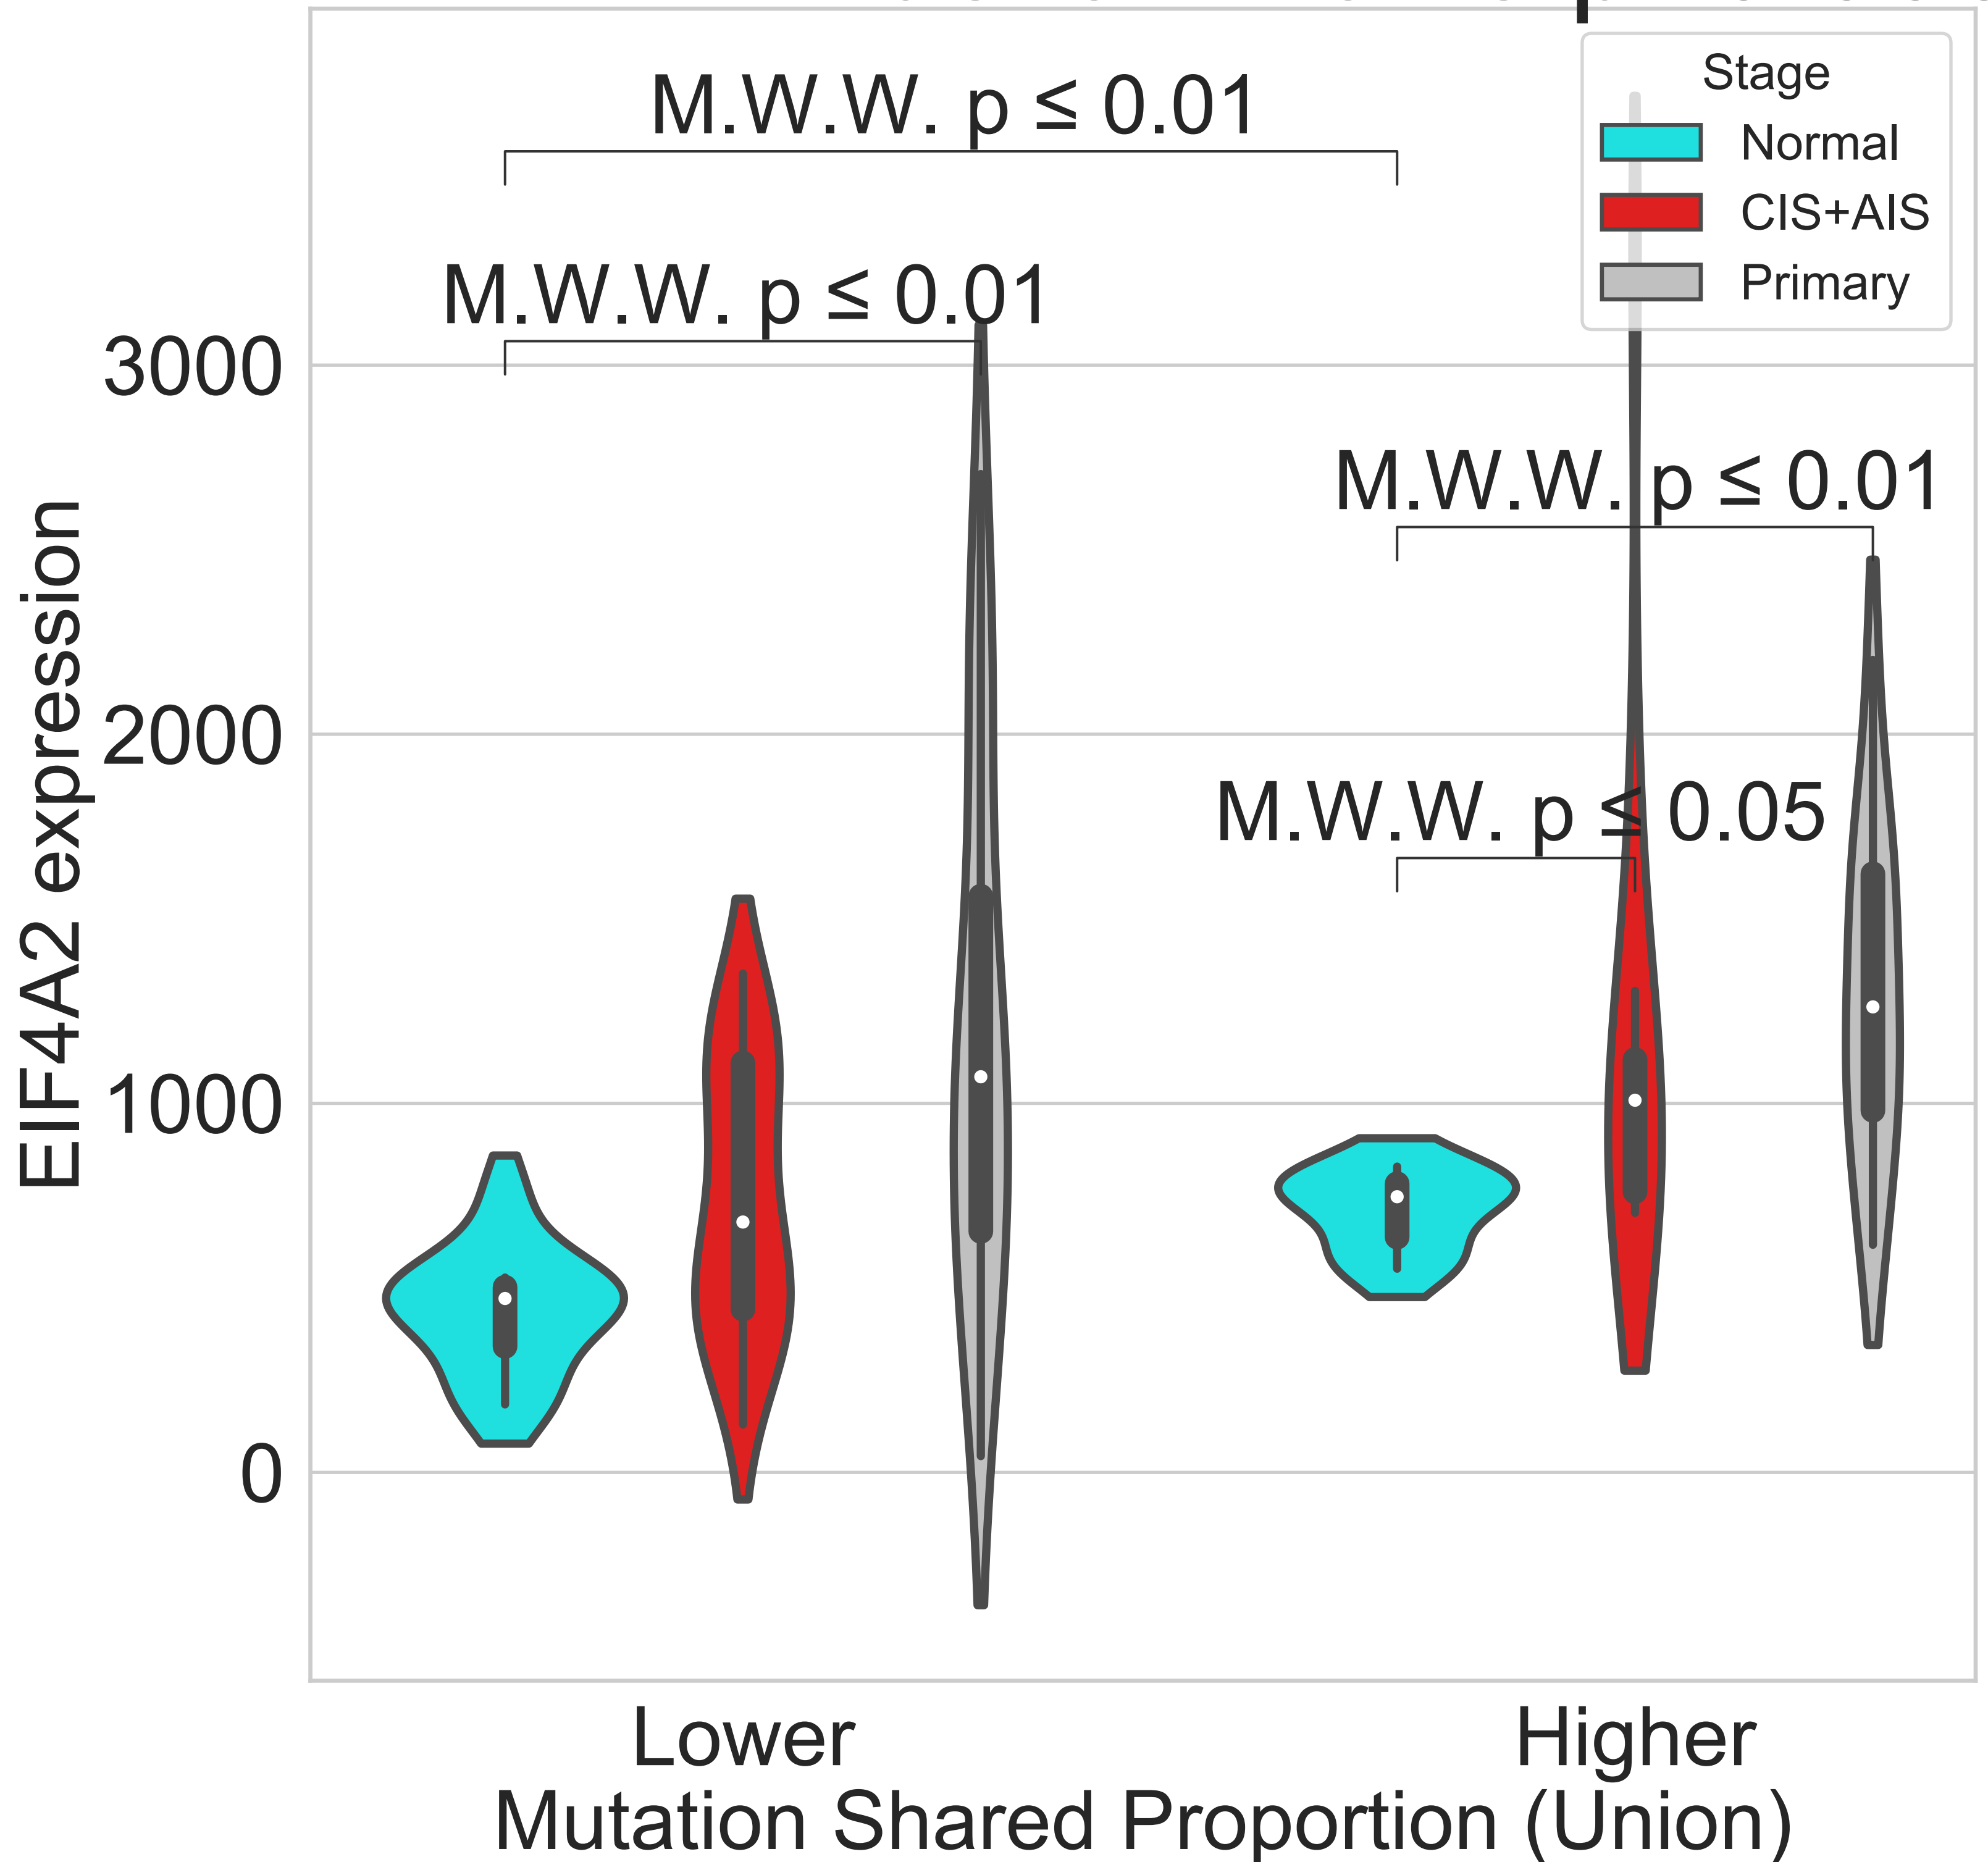 Stage
Normal
CIS+AIS
Primary
M.W.W. p ≤ 0.01
M.W.W. p ≤ 0.01
M.W.W. p ≤ 0.01
M.W.W. p ≤ 0.05
3000
2000
1000
0
EIF4A2 expression
Lower
Higher
Mutation Shared Proportion (Union)